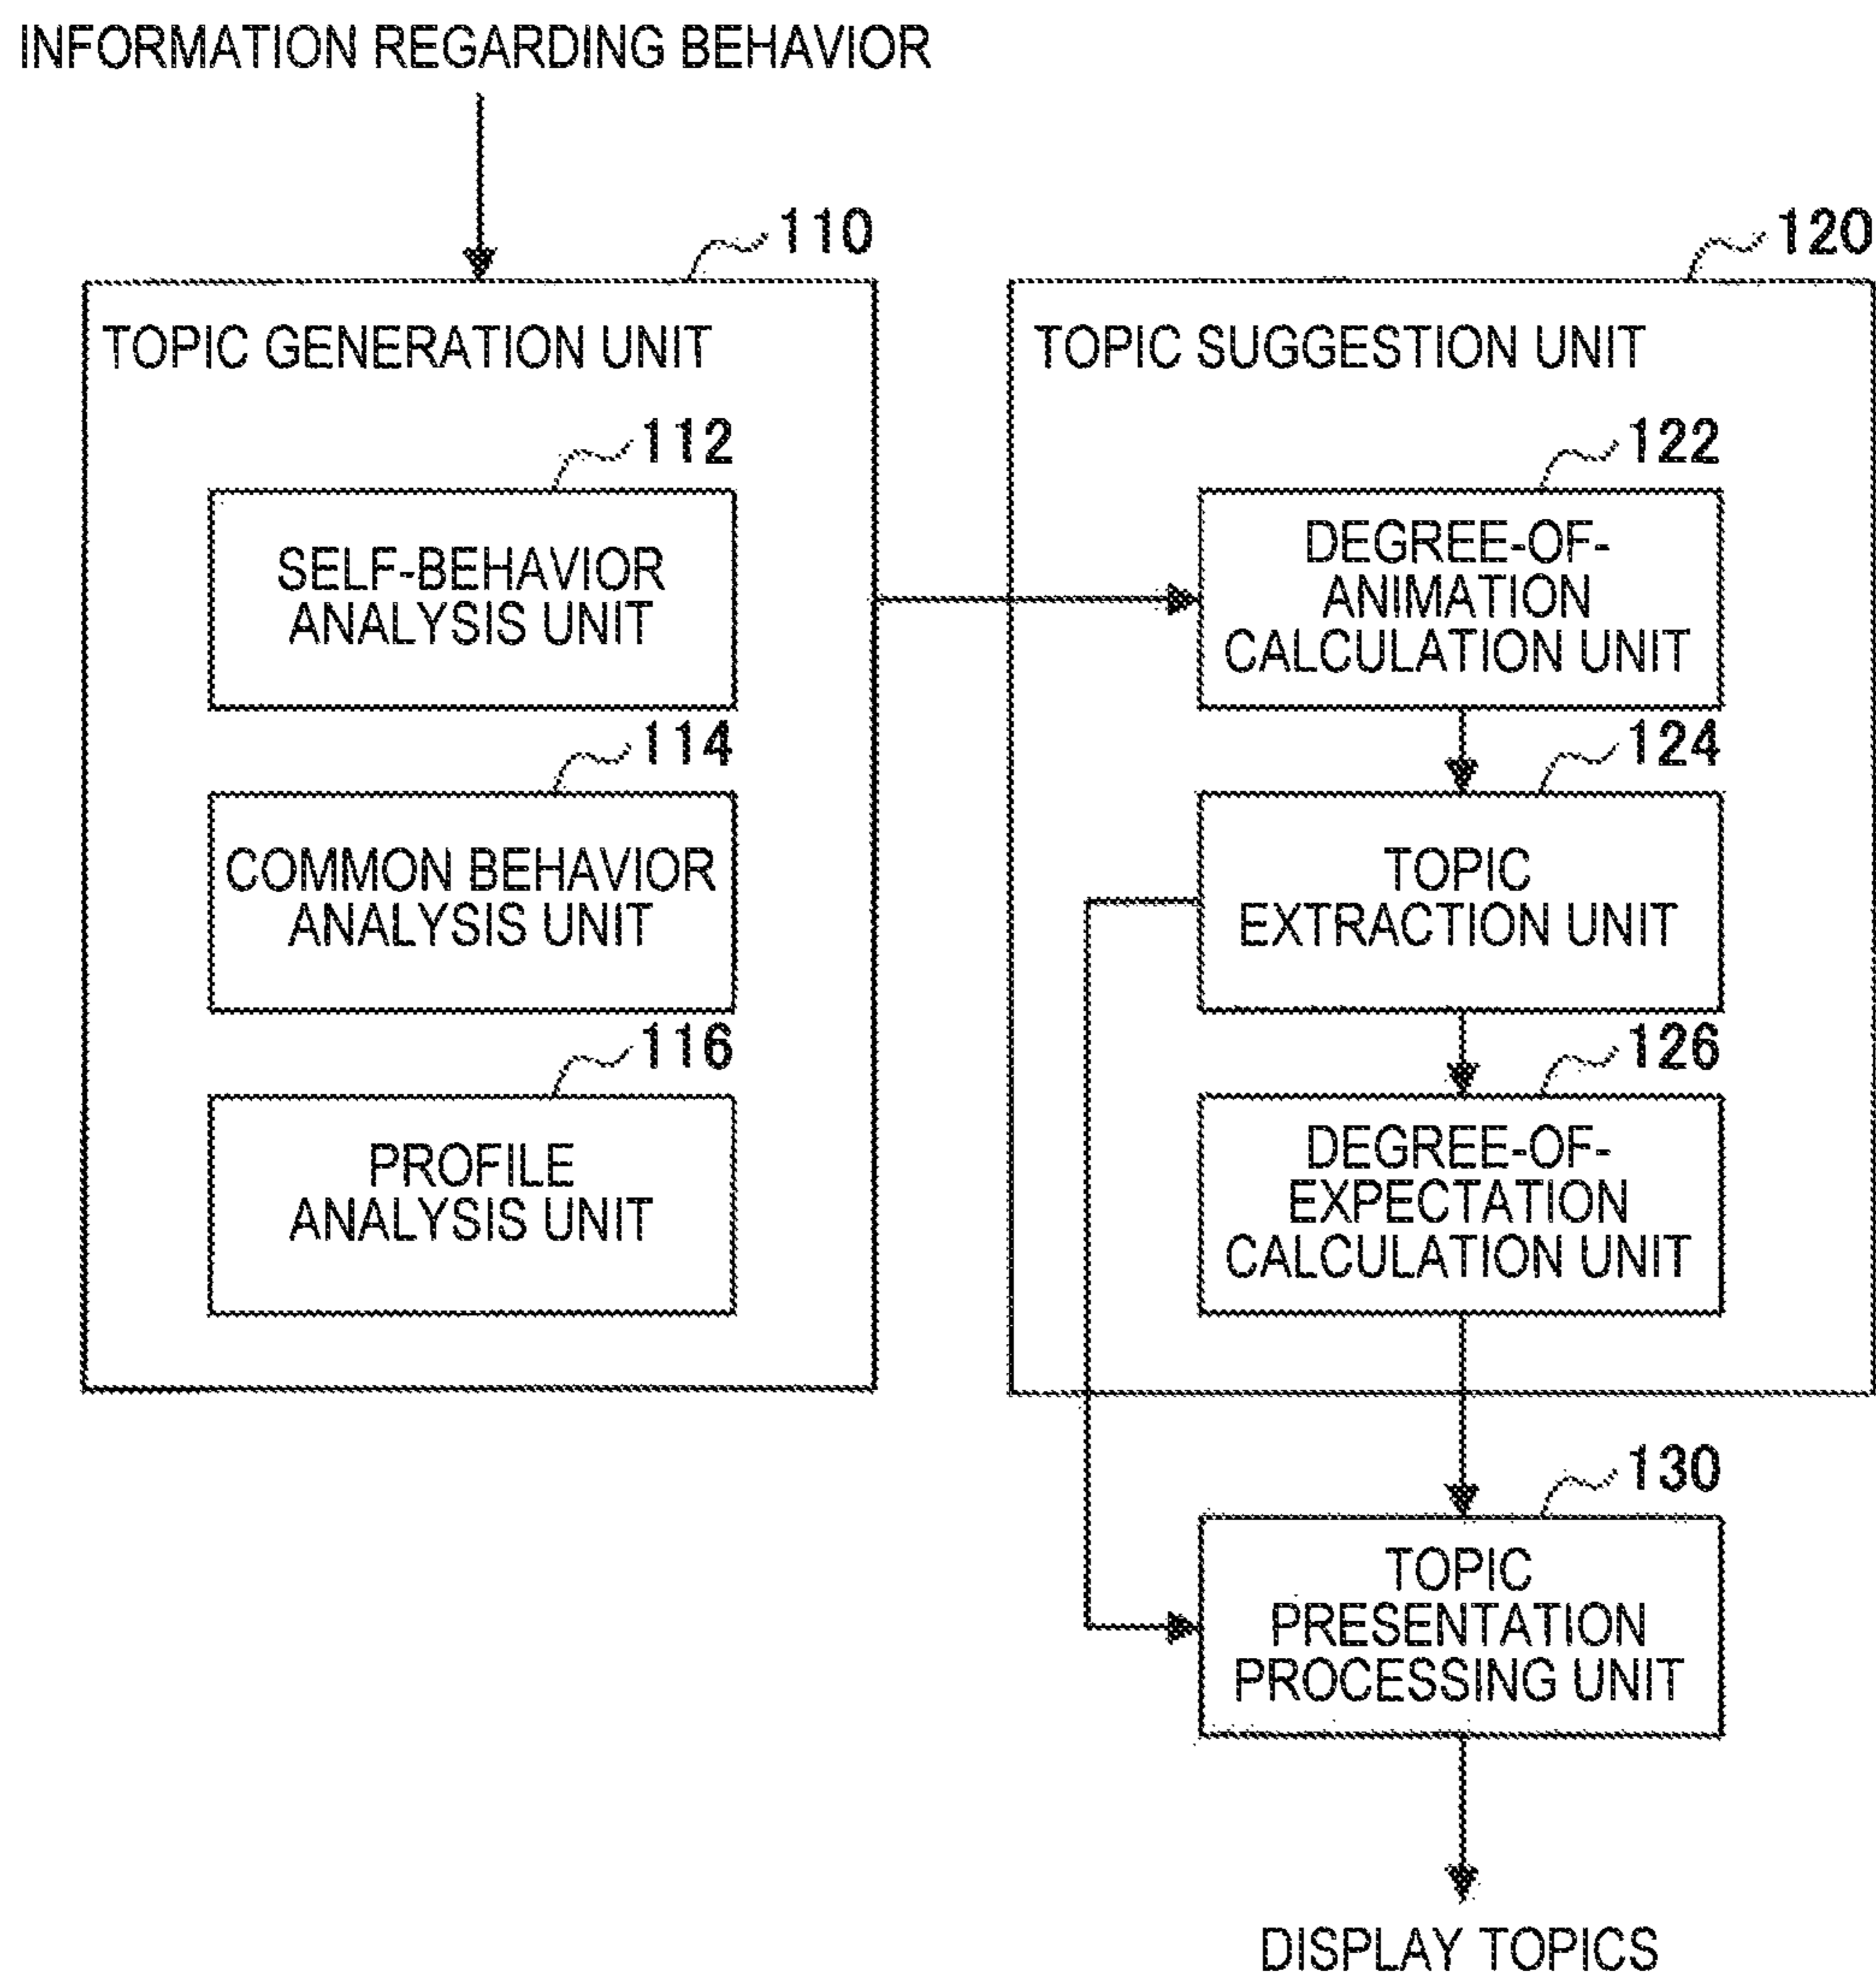 INFORMATION REGARDING BEHAVIOR
110
TOPIC GENERATION UNIT
112
SELF-BEHAVIOR
ANALYSIS UNIT
114
COMMON BEHAVIOR
ANALYSIS UNIT
116
PROFILE
ANALYSIS UNIT
120
TOPIC SUGGESTION UNIT
122
DEGREE-OF-
ANIMATION
CALCULATION UNIT
124
TOPIC
EXTRACTION UNIT
126
DEGREE-OF-
EXPECTATION
CALCULATION UNIT
130
TOPIC
PRESENTATION
PROCESSING UNIT
DISPLAY TOPICS